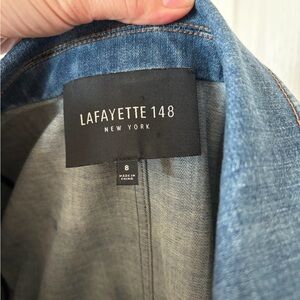 LAFAYETTE 148
NEW YORK
8
MADE IN
CHINA